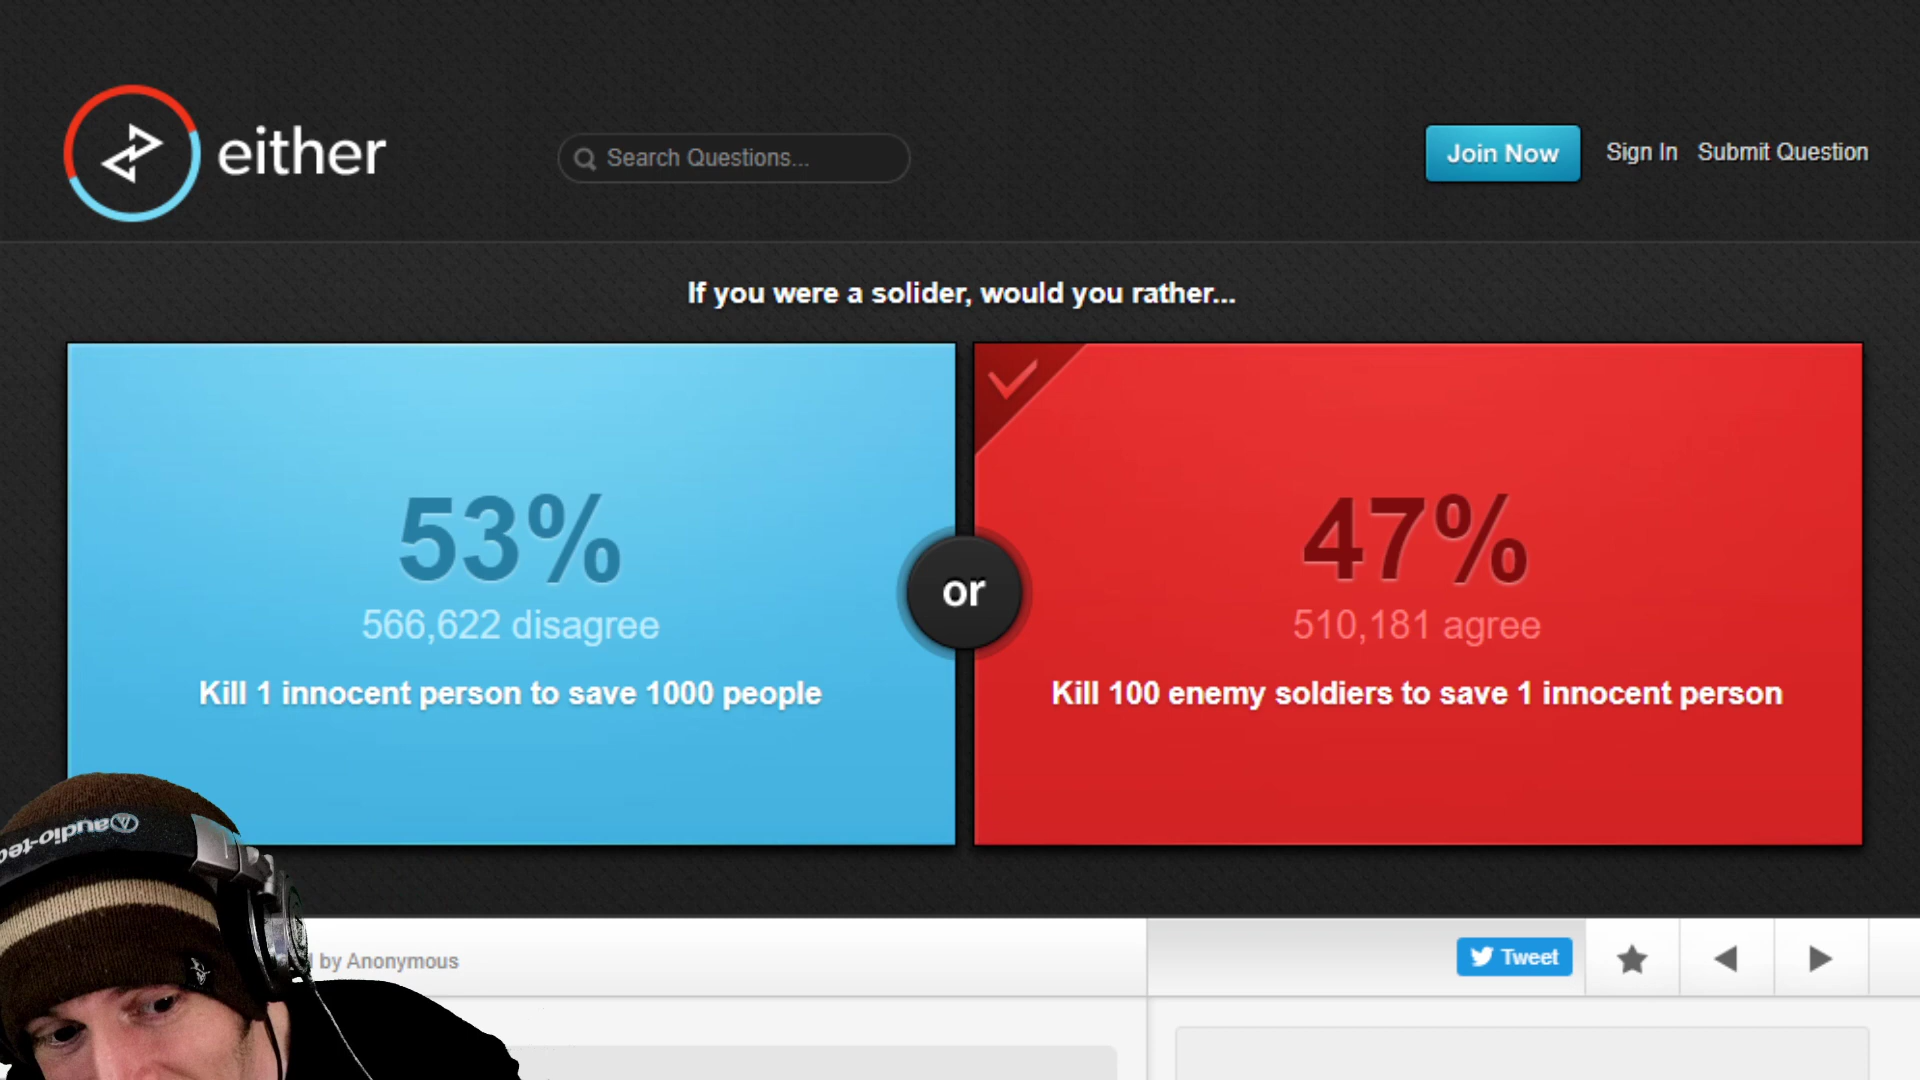 either
Search Questions...
Join Now
Sign In
Submit Question
If you were a solider, would you rather...
53%
566,622 disagree
Kill 1 innocent person to save 1000 people
or
47%
510,181 agree
Kill 100 enemy soldiers to save 1 innocent person
audio-tec
by Anonymous
Tweet